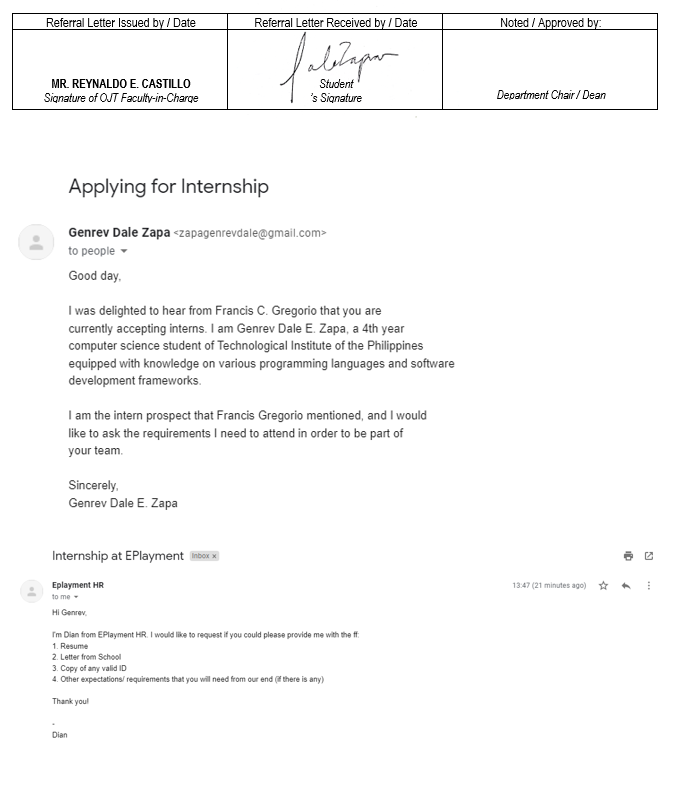 Referral Letter Issued by / Date
Referral Letter Received by / Date
Noted / Approved by:
MR. REYNALDO E. CASTILLO
Signature of OJT Faculty-in-Charge
Student
's Signature
Department Chair / Dean
Applying for Internship
Genrev Dale Zapa <zapagenrevdale@gmail.com>
to people
Good day,
I was delighted to hear from Francis C. Gregorio that you are
currently accepting interns. I am Genrev Dale E. Zapa, a 4th year
computer science student of Technological Institute of the Philippines
equipped with knowledge on various programming languages and software
development frameworks.
I am the intern prospect that Francis Gregorio mentioned, and I would
like to ask the requirements I need to attend in order to be part of
your team.
Sincerely,
Genrev Dale E. Zapa
Internship at EPlayment Inbox x
Eplayment HR 13:47 (21 minutes ago)
to me
Hi Genrev,
I'm Dian from EPlayment HR. I would like to request if you could please provide me with the ff:
1. Resume
2. Letter from School
3. Copy of any valid ID
4. Other expectations/ requirements that you will need from our end (if there is any)
Thank you!
-
Dian